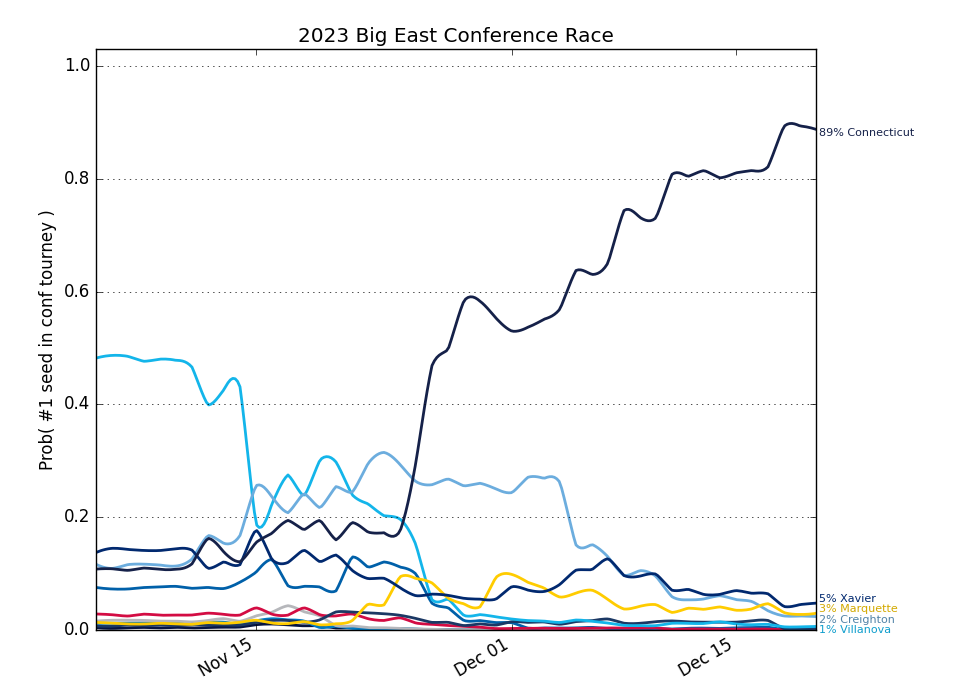 2023 Big East Conference Race
Prob( #1 seed in conf tourney )
1.0
0.8
0.6
0.4
0.2
0.0
Nov 15
Dec 01
Dec 15
89% Connecticut
5% Xavier
3% Marquette
2% Creighton
1% Villanova